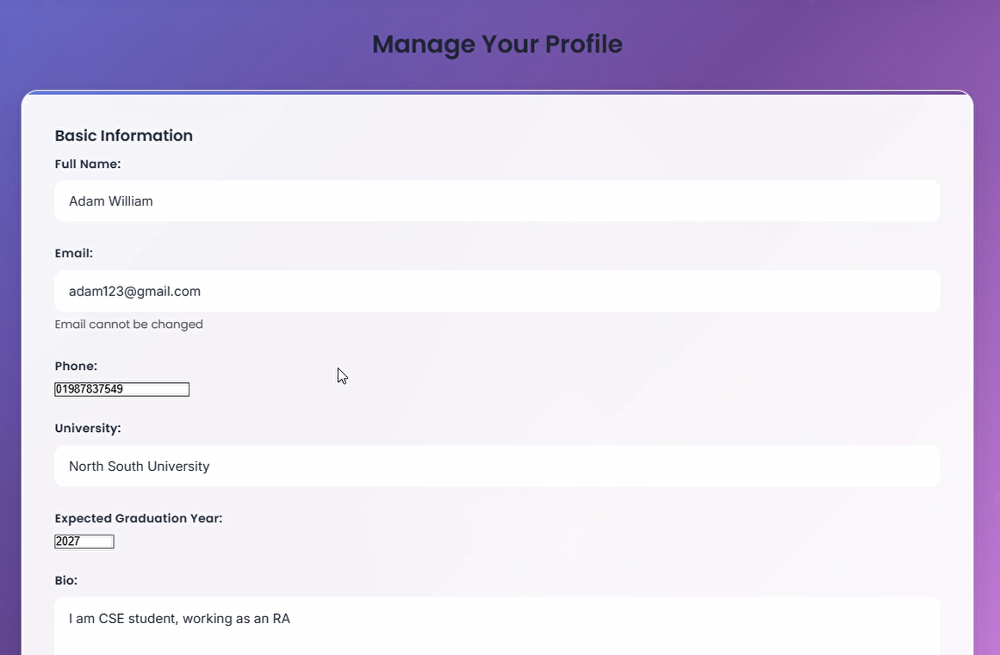 Manage Your Profile
Basic Information
Full Name:
Adam William
Email:
adam123@gmail.com
Email cannot be changed
Phone:
01987837549
University:
North South University
Expected Graduation Year:
2027
Bio:
I am CSE student, working as an RA